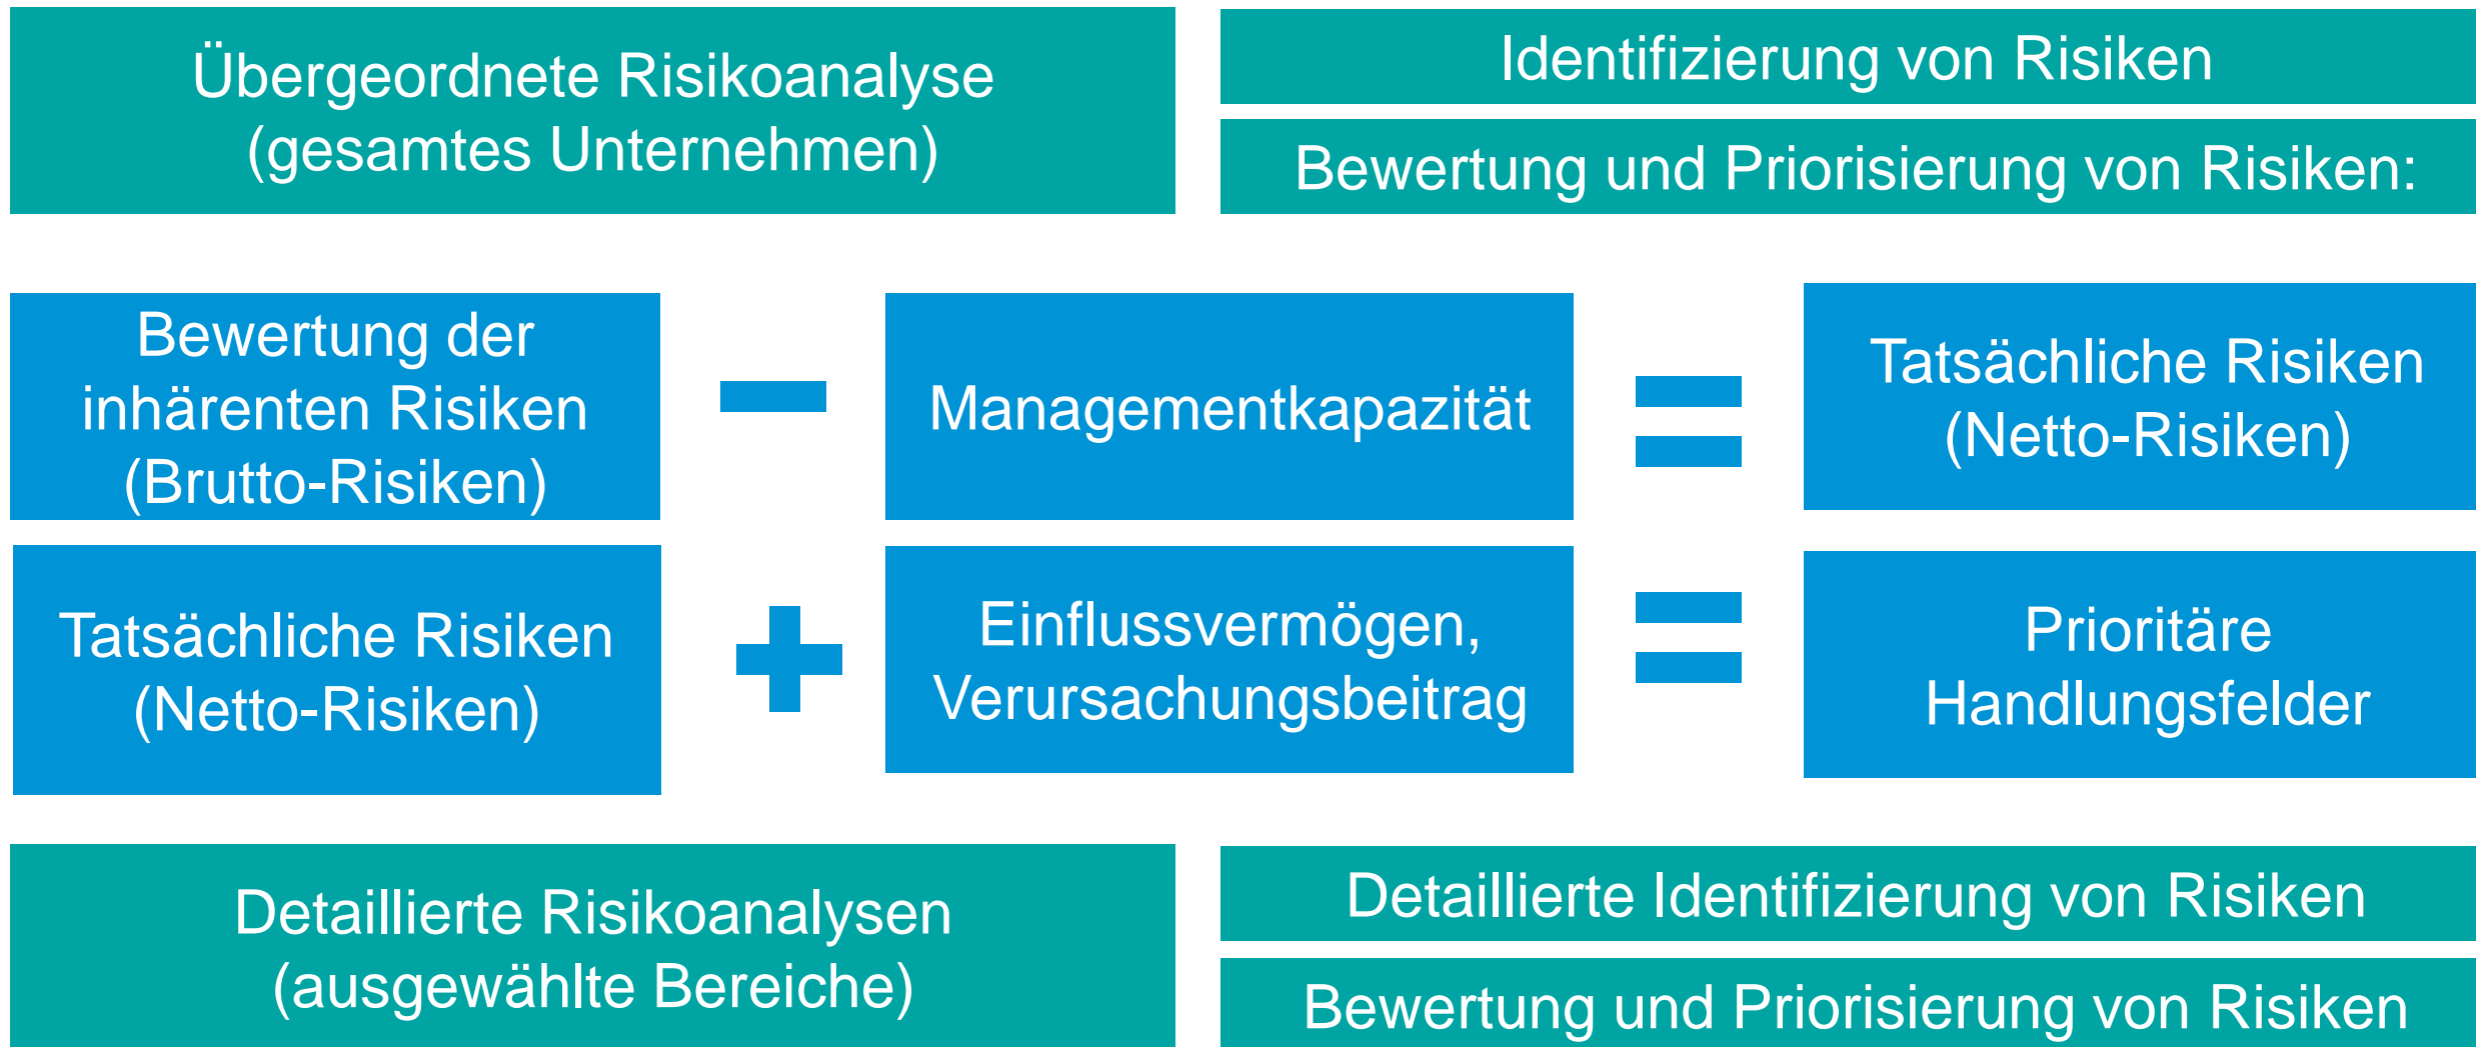 Übergeordnete Risikoanalyse
(gesamtes Unternehmen)
Identifizierung von Risiken
Bewertung und Priorisierung von Risiken:
Bewertung der
inhärenten Risiken
(Brutto-Risiken)
Managementkapazität
Tatsächliche Risiken
(Netto-Risiken)
Tatsächliche Risiken
(Netto-Risiken)
Einflussvermögen,
Verursachungsbeitrag
Prioritäre
Handlungsfelder
Detaillierte Risikoanalysen
(ausgewählte Bereiche)
Detaillierte Identifizierung von Risiken
Bewertung und Priorisierung von Risiken